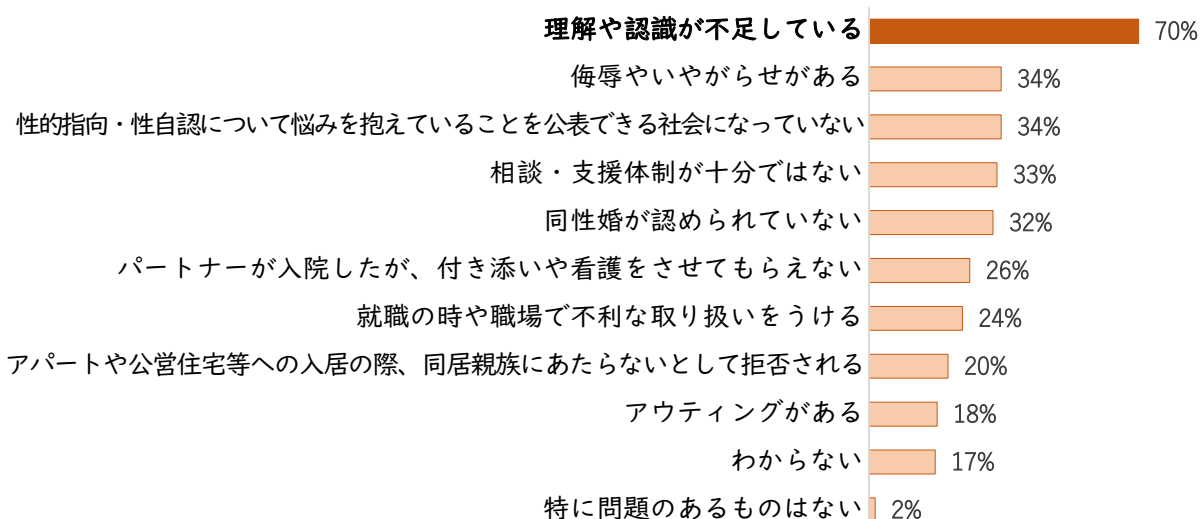 理解や認識が不足している 70%
侮辱やいやがらせがある 34%
性的指向・性自認について悩みを抱えていることを公表できる社会になっていない 34%
相談・支援体制が十分ではない 33%
同性婚が認められていない 32%
パートナーが入院したが、付き添いや看護をさせてもらえない 26%
就職の時や職場で不利な取り扱いをうける 24%
アパートや公営住宅等への入居の際、同居親族にあたらないとして拒否される 20%
アウティングがある 18%
わからない 17%
特に問題のあるものはない 2%